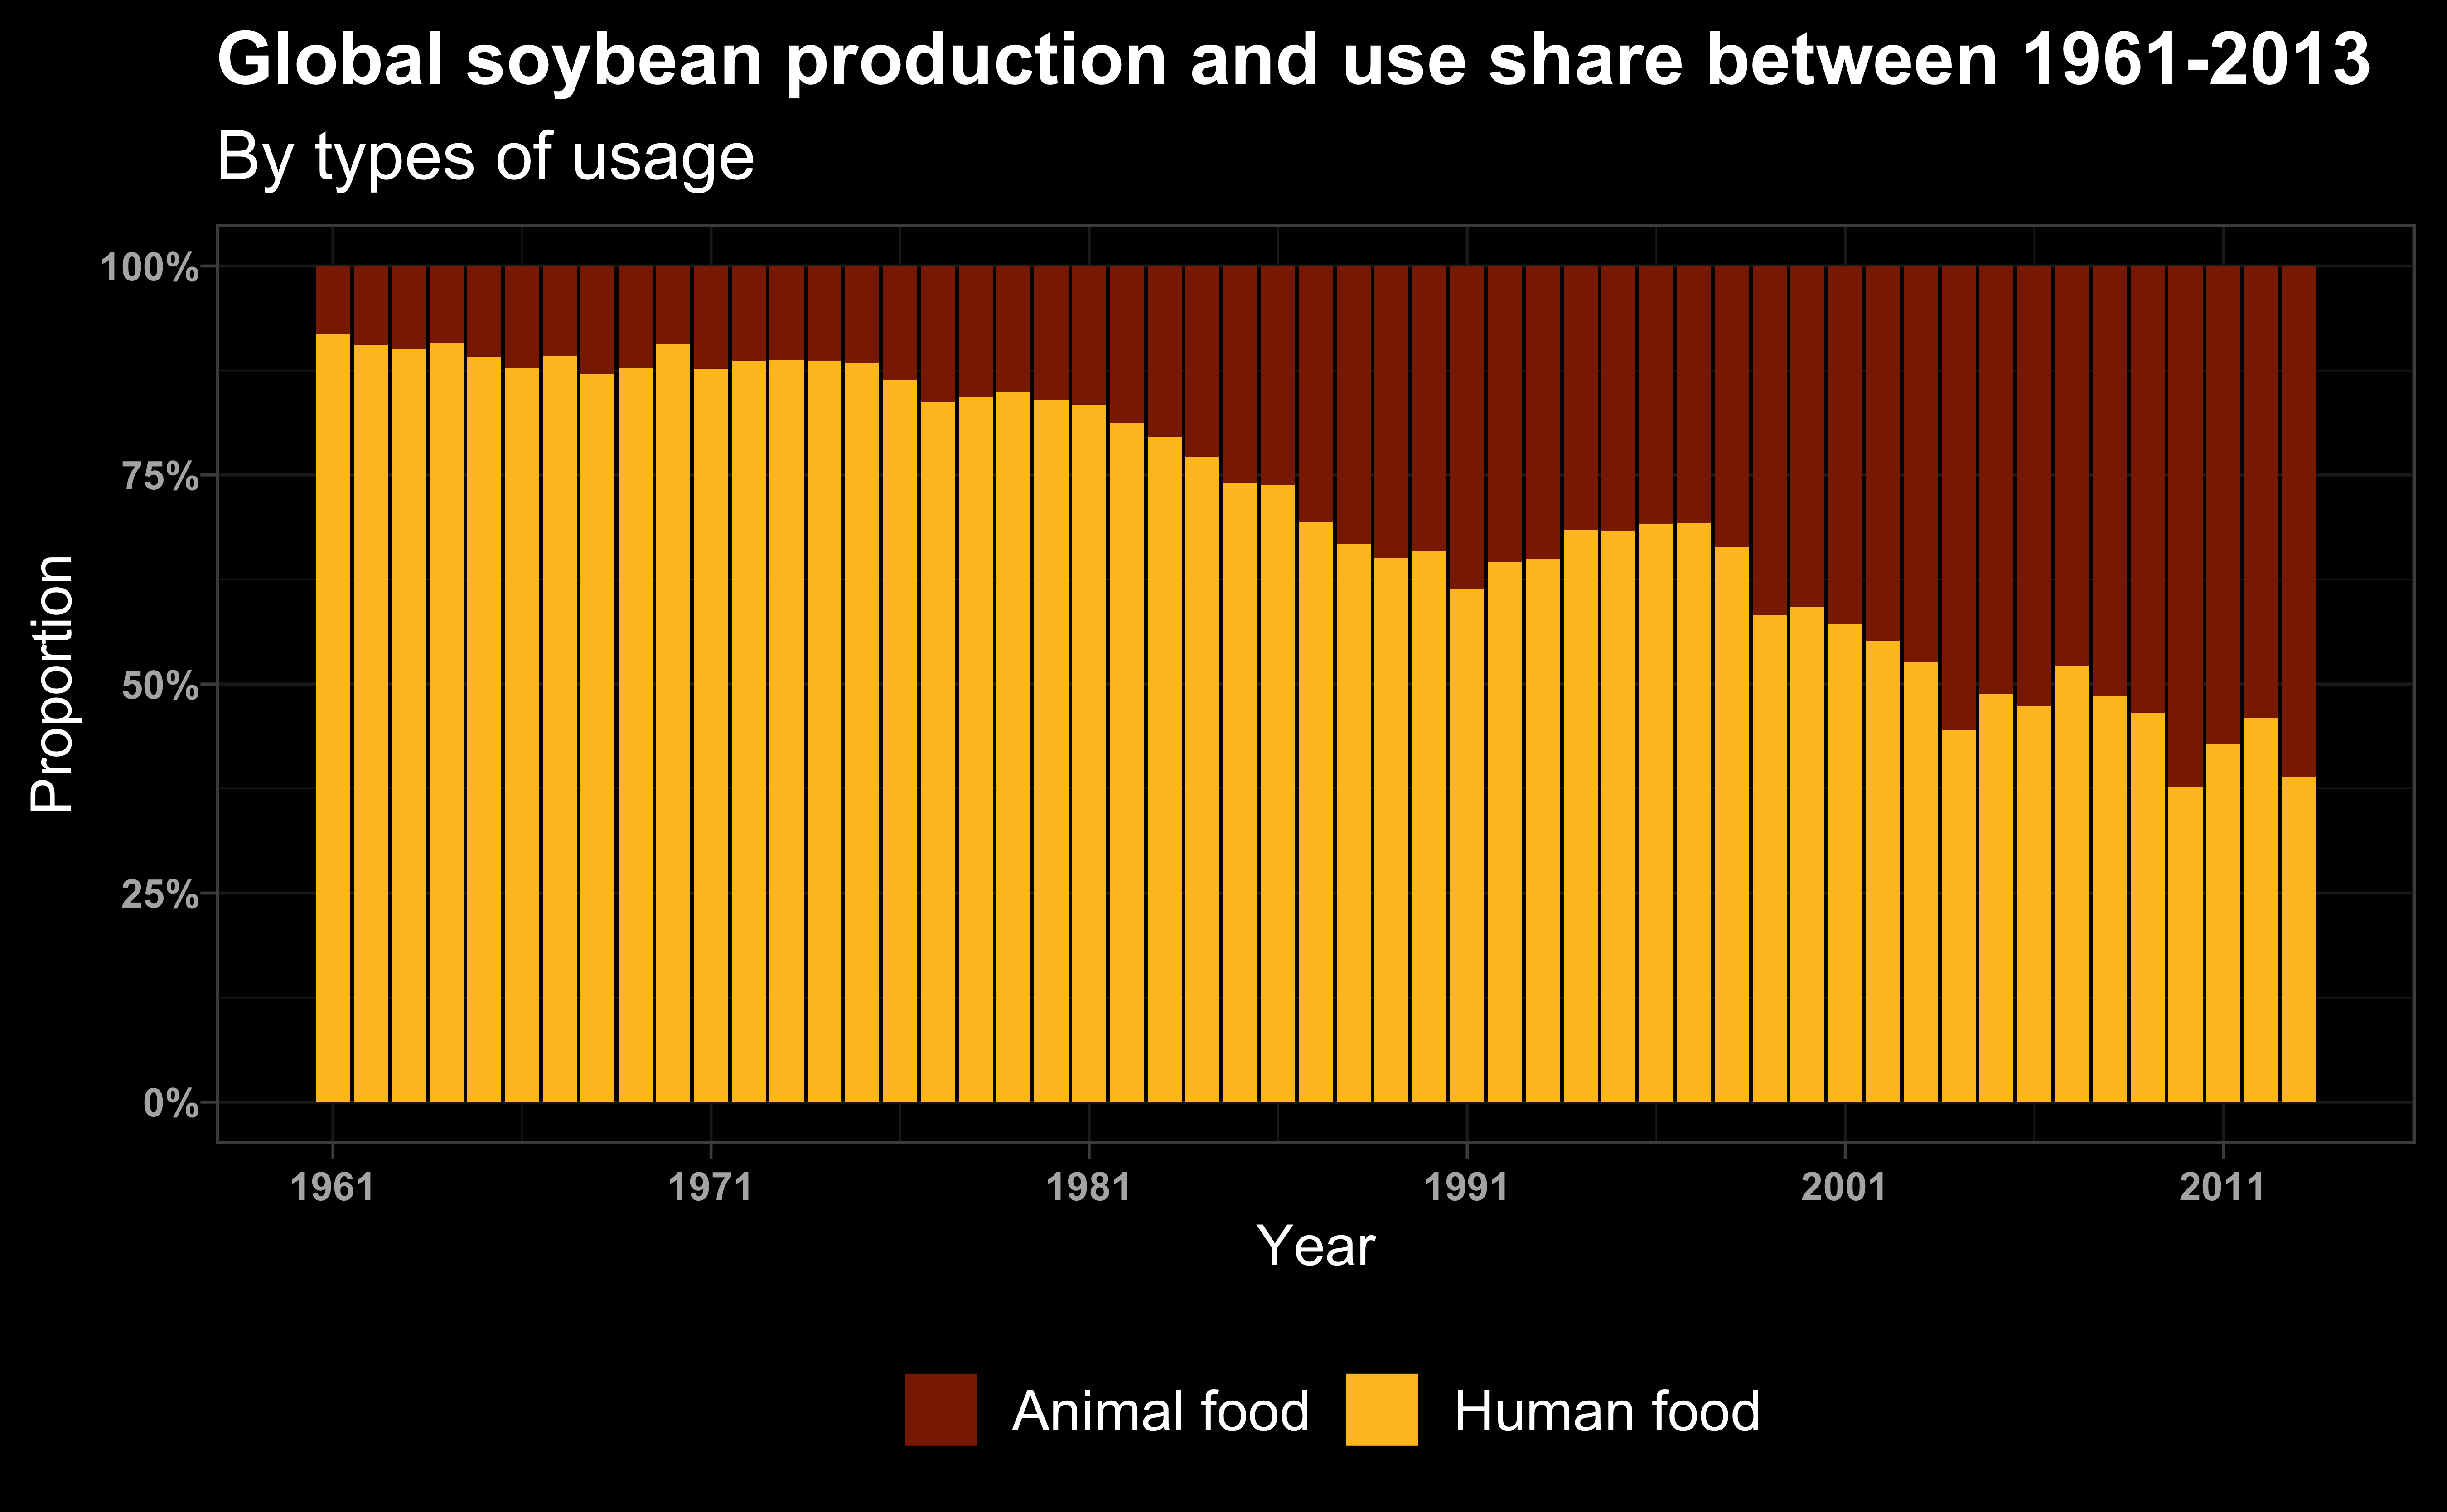 Global soybean production and use share between 1961-2013
By types of usage
Proportion
100%
75%
50%
25%
0%
1961 1971 1981 1991 2001 2011
Year
Animal food Human food